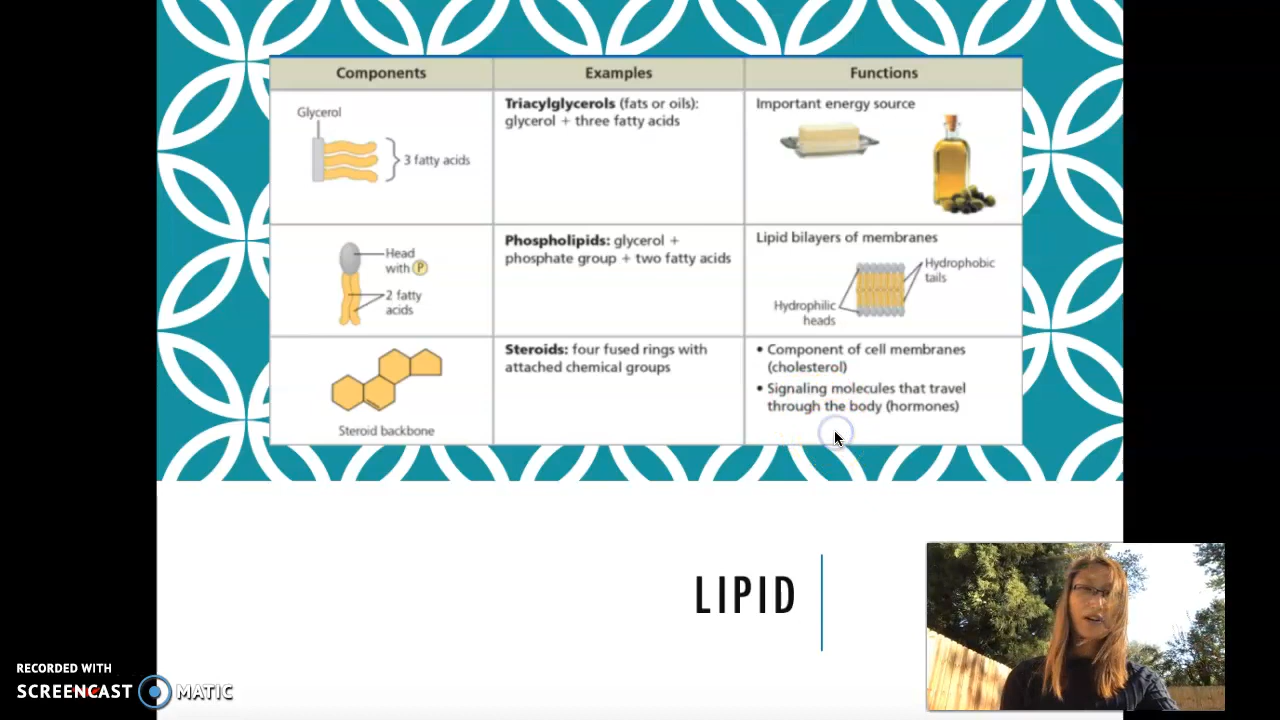 Components
Examples
Functions
Glycerol
3 fatty acids
Triacylglycerols (fats or oils):
glycerol + three fatty acids
Important energy source
Head
with P
2 fatty
acids
Phospholipids: glycerol +
phosphate group + two fatty acids
Lipid bilayers of membranes
Hydrophobic
tails
Hydrophilic
heads
Steroid backbone
Steroids: four fused rings with
attached chemical groups
• Component of cell membranes
(cholesterol)
• Signaling molecules that travel
through the body (hormones)
LIPID
RECORDED WITH
SCREENCAST MATIC